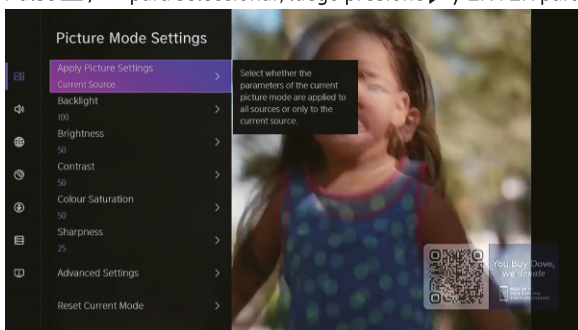 Picture Mode Settings
Apply Picture Settings
Current Source
Select whether the
parameters of the current
picture mode are applied to
all sources or only to the
current source.
Backlight
100
Brightness
50
Contrast
50
Colour Saturation
50
Sharpness
25
Advanced Settings
Reset Current Mode
You buy Dove,
we donate